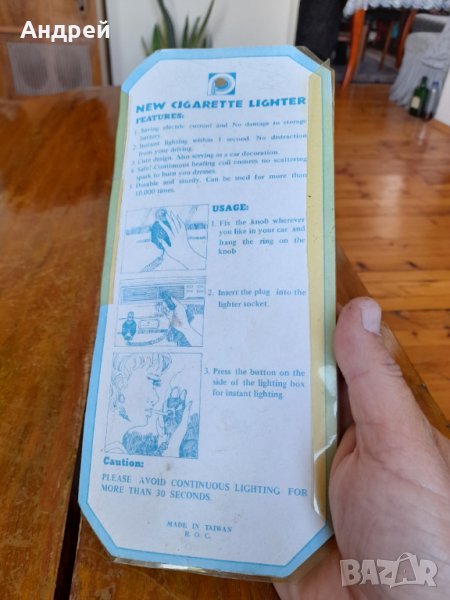 Андрей
NEW CIGARETTE LIGHTER
FEATURES:
1. Saving electric current and No damage to storage
battery.
2. Instant lighting within 1 second. No distraction
from your driving.
3. Cute design. Also serving as a car decoration.
4. Safe! Continuous heating coil ensures no scattering
spark to burn you dresses.
5. Durable and sturdy. Can be used for more than
10,000 times.
USAGE:
1. Fix the knob wherever
you like in your car and
hang the ring on the
knob
2. Insert the plug into the
lighter socket.
3. Press the button on the
side of the lighting box
for instant lighting.
Caution:
PLEASE AVOID CONTINUOUS LIGHTING FOR
MORE THAN 30 SECONDS.
MADE IN TAIWAN
R. O. C.
BAZAR